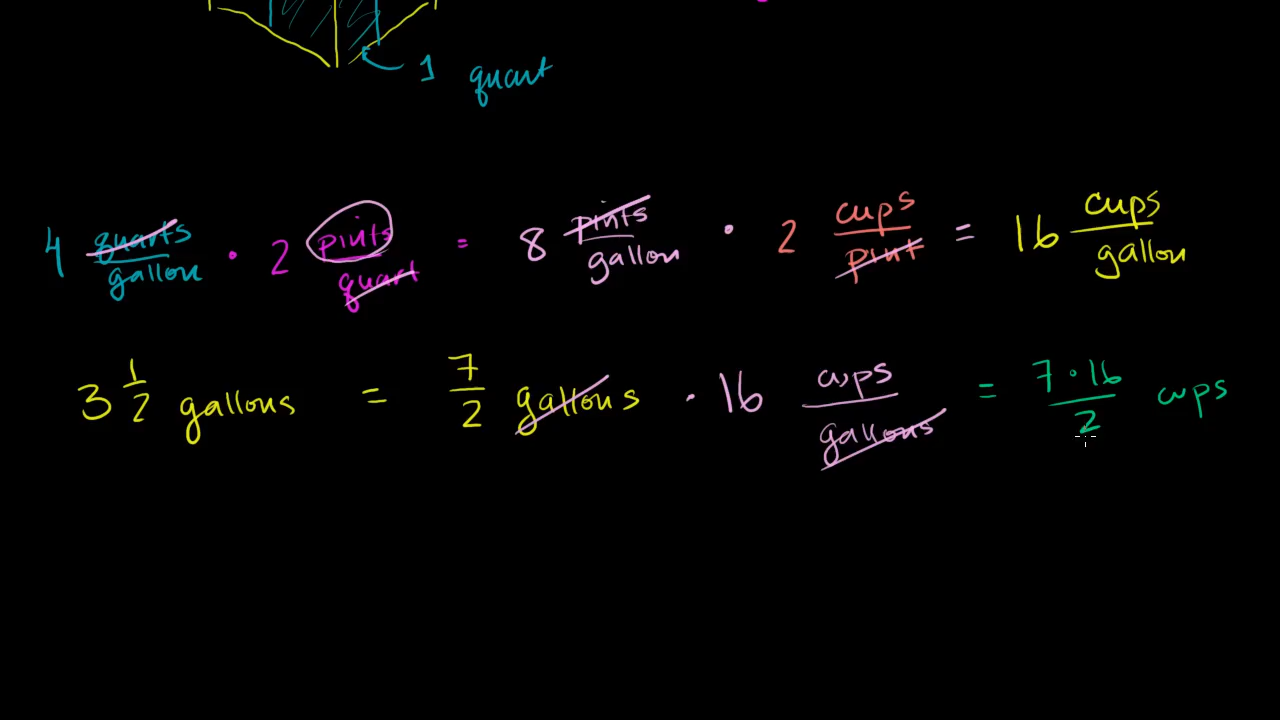 1 quart
4 quarts/gallon · 2 pints/quart = 8 pints/gallon · 2 cups/pint = 16 cups/gallon
3 1/2 gallons = 7/2 gallons · 16 cups/gallons = 7·16/2 cups